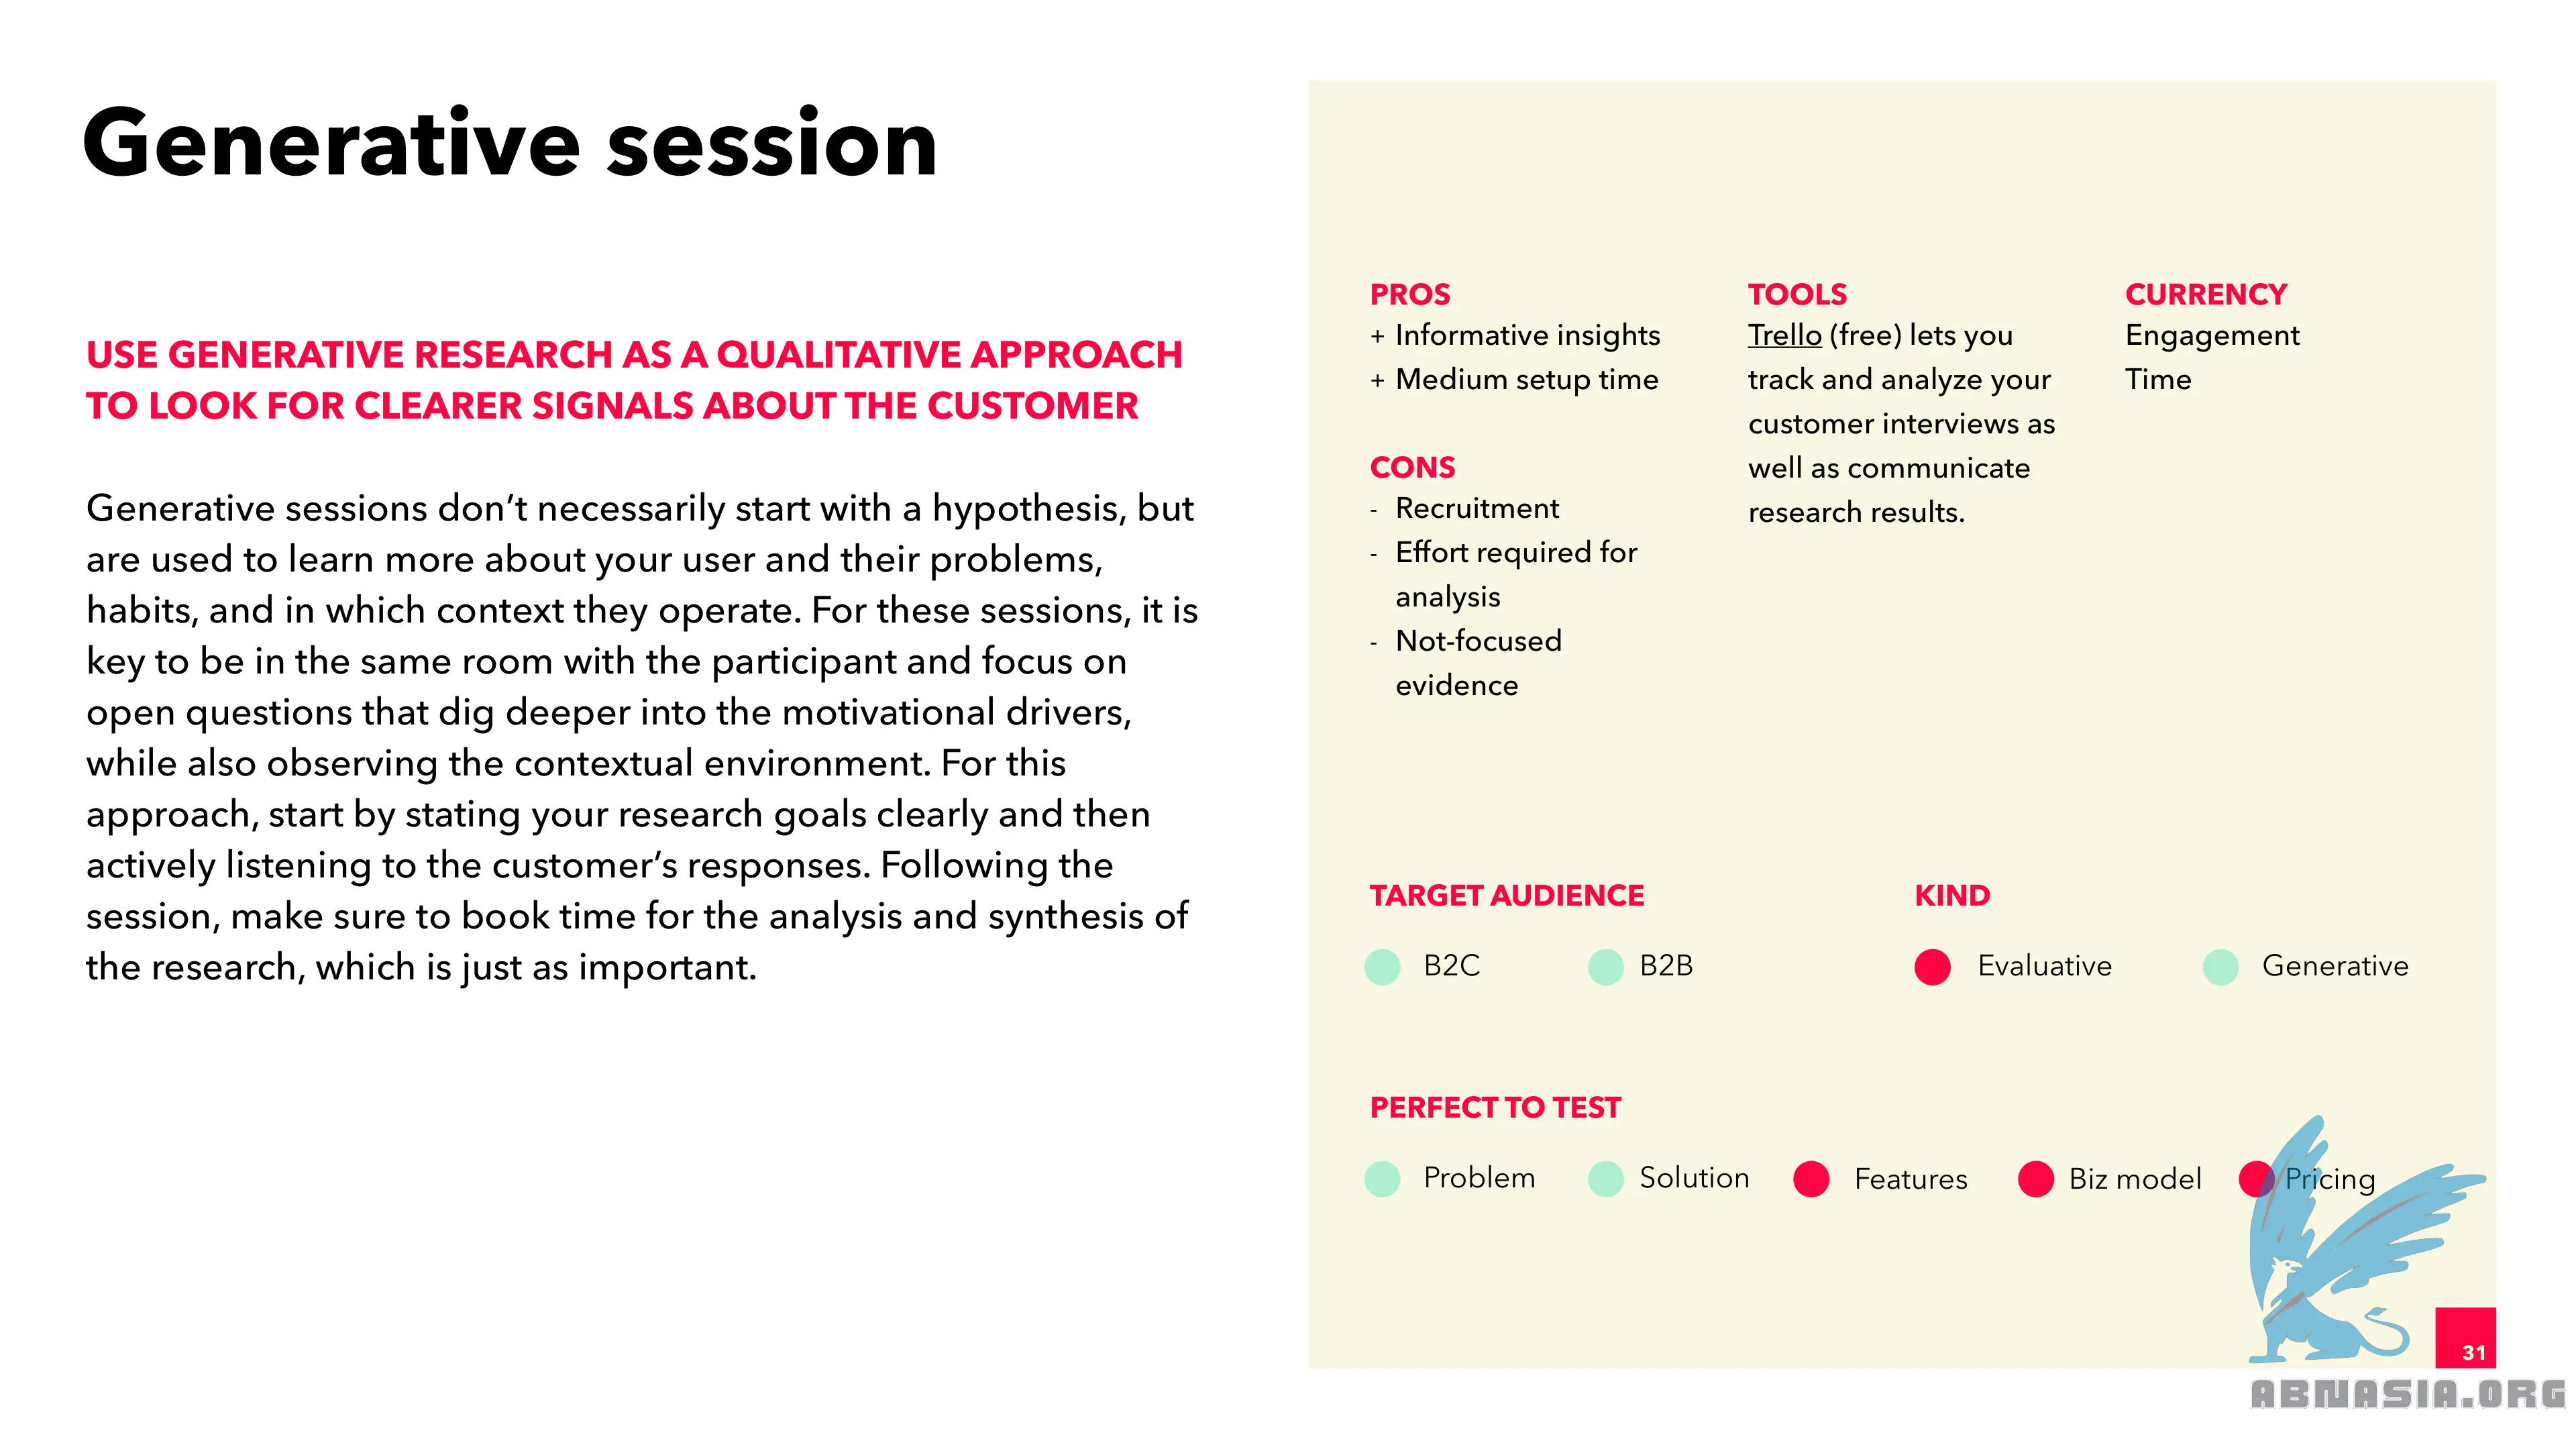 Generative session
USE GENERATIVE RESEARCH AS A QUALITATIVE APPROACH
TO LOOK FOR CLEARER SIGNALS ABOUT THE CUSTOMER
Generative sessions don’t necessarily start with a hypothesis, but
are used to learn more about your user and their problems,
habits, and in which context they operate. For these sessions, it is
key to be in the same room with the participant and focus on
open questions that dig deeper into the motivational drivers,
while also observing the contextual environment. For this
approach, start by stating your research goals clearly and then
actively listening to the customer’s responses. Following the
session, make sure to book time for the analysis and synthesis of
the research, which is just as important.
PROS
+ Informative insights
+ Medium setup time
CONS
- Recruitment
- Effort required for
analysis
- Not-focused
evidence
TOOLS
Trello (free) lets you
track and analyze your
customer interviews as
well as communicate
research results.
CURRENCY
Engagement
Time
TARGET AUDIENCE
B2C B2B
KIND
Evaluative Generative
PERFECT TO TEST
Problem Solution Features Biz model Pricing
31
ABNASIA.ORG